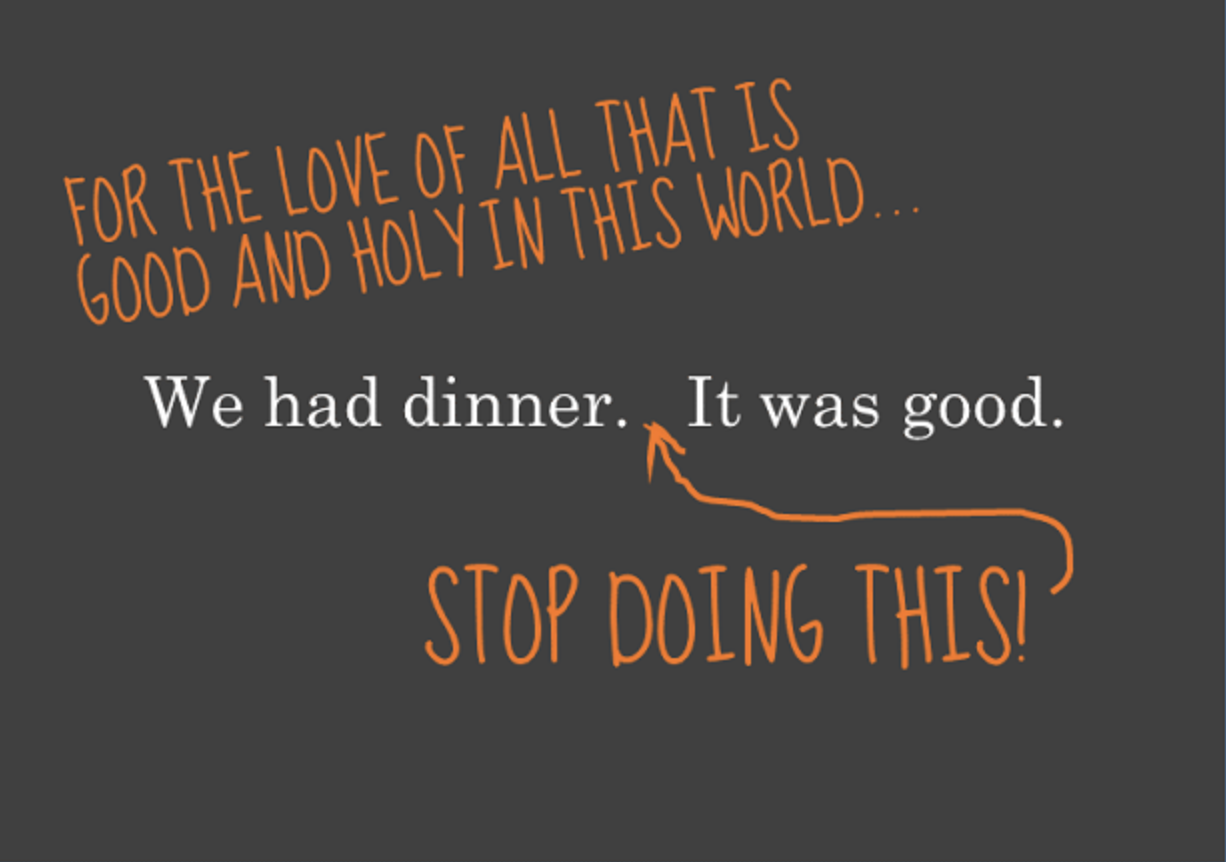 FOR THE LOVE OF ALL THAT IS
GOOD AND HOLY IN THIS WORLD...
We had dinner.  It was good.
STOP DOING THIS!